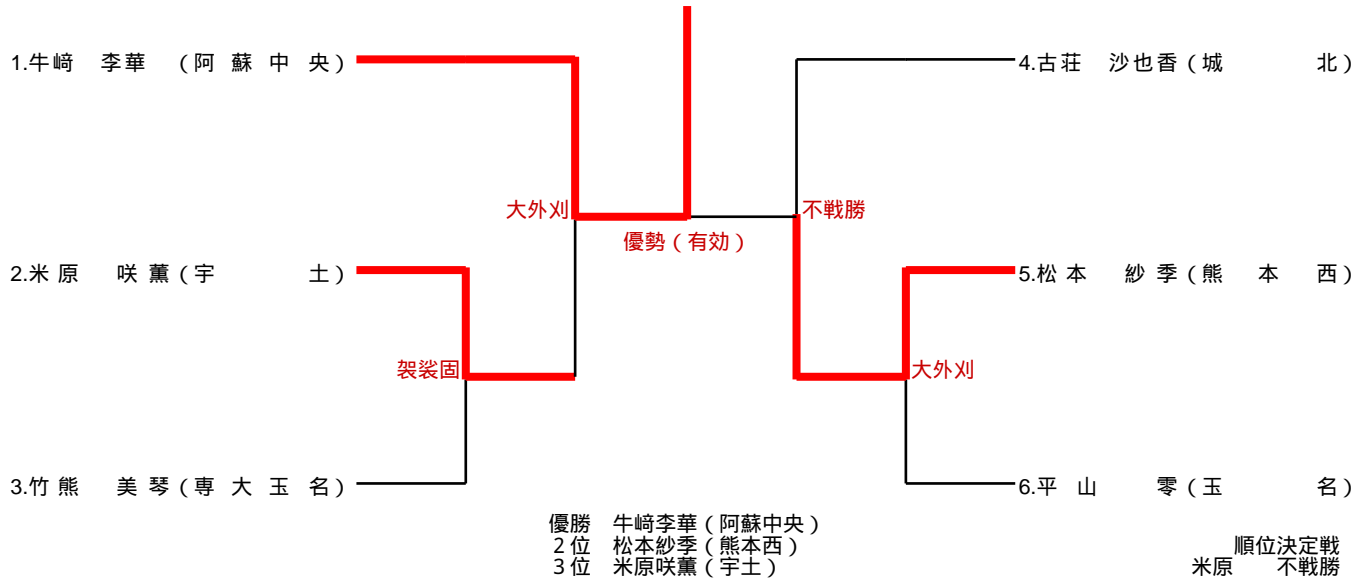 1.牛﨑 李華 (阿蘇中央)
4.古荘 沙也香 (城北)
大外刈
不戦勝
優勢(有効)
2.米原 咲薫 (宇土)
5.松本 紗季 (熊本西)
袈裟固
大外刈
3.竹熊 美琴 (専大玉名)
6.平山 零 (玉名)
優勝 牛﨑李華(阿蘇中央)
2位 松本紗季(熊本西)
3位 米原咲薫(宇土)
順位決定戦
米原 不戦勝